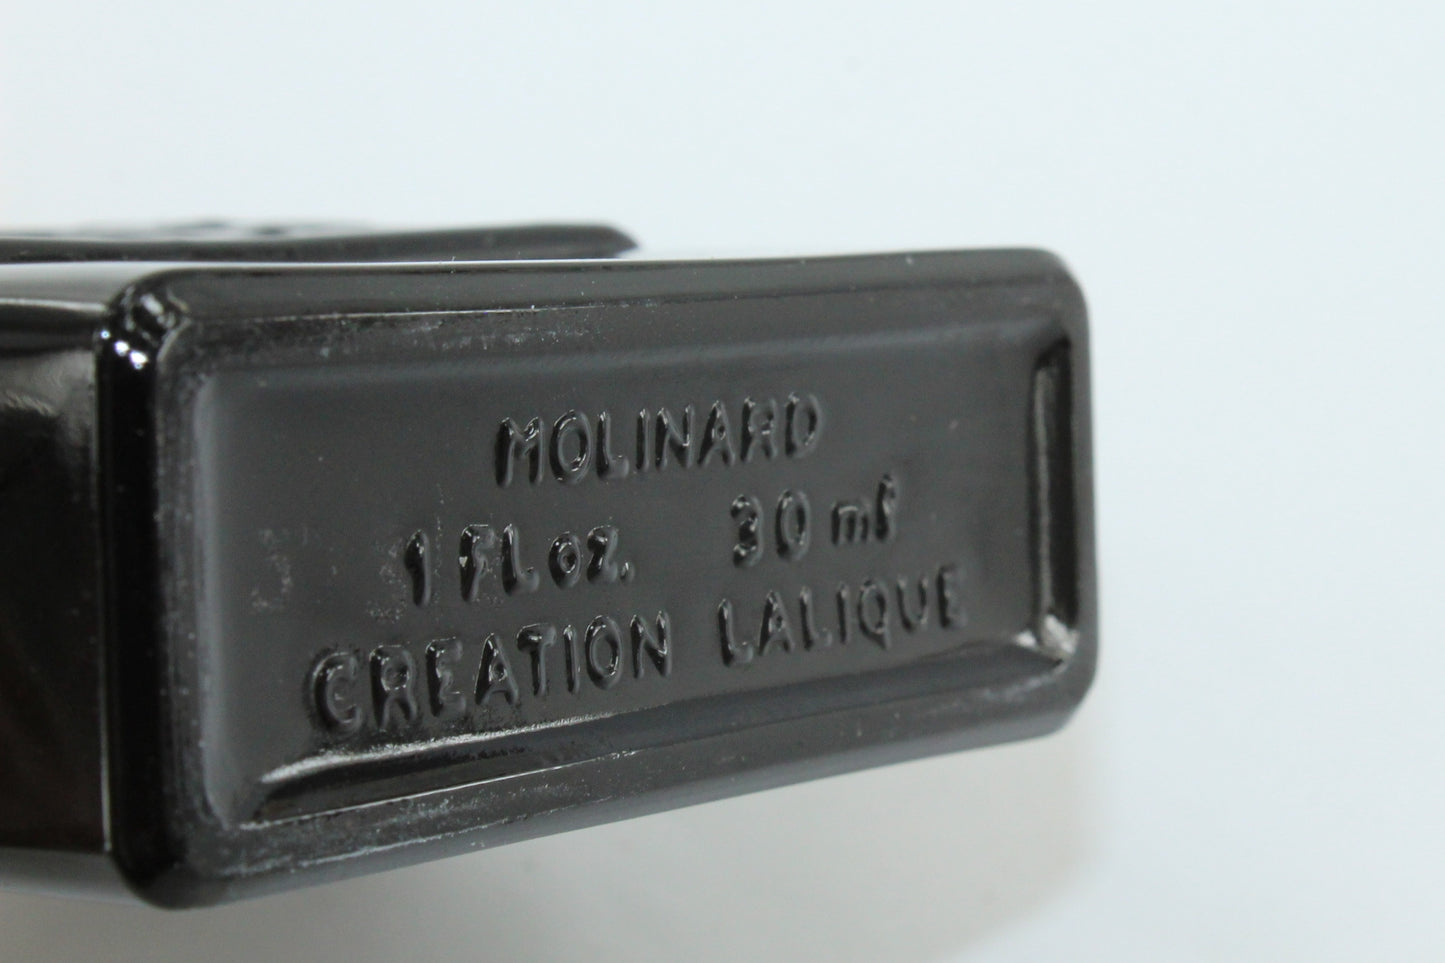 MOLINARD
1 FL oz. 30 ml
CREATION LALIQUE